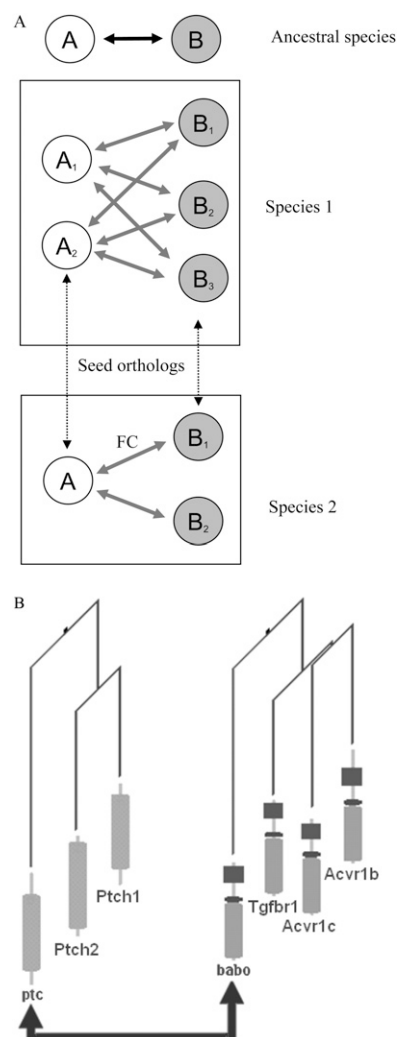 A
A B Ancestral species
B1
A1
B2 Species 1
A2
B3
Seed orthologs
FC B1
A
B2 Species 2
B
Ptch1
Acvr1b
Tgfbr1
Ptch2 Acvr1c
babo
ptc